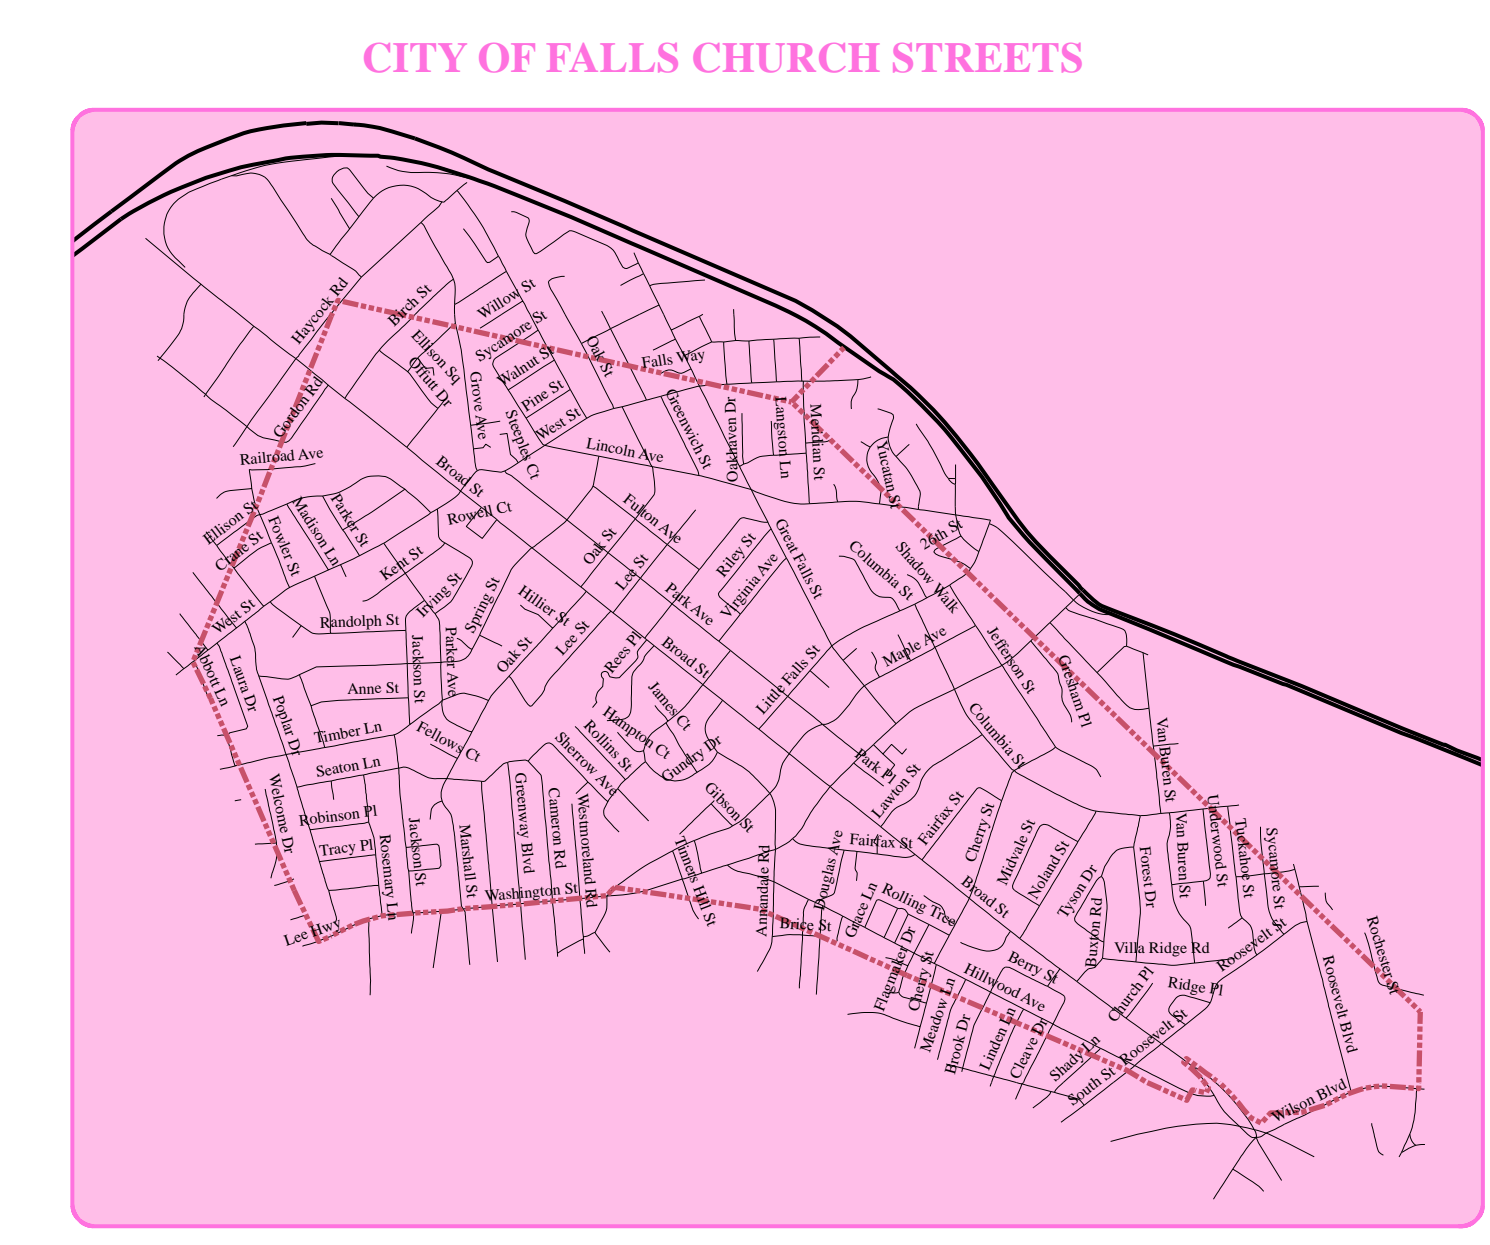 CITY OF FALLS CHURCH STREETS
Haycock Rd
Birch St
Willow St
Sycamore St
Walnut St
Pine St
West St
Ellison Sq
Offutt Dr
Grove Ave
Steeples Ct
Oak St
Falls Way
Gordon Rd
Railroad Ave
Broad St
Lincoln Ave
Greenwich St
Oakhaven Dr
Langston Ln
Meridian St
Yucatan St
26th St
Ellison St
Crane St
Fowler St
Madison Ln
Parker St
Rowell Ct
Kent St
Irving St
Fulton Ave
Oak St
Lee St
Riley St
Virginia Ave
Great Falls St
Columbia St
Shadow Walk
West St
Randolph St
Spring St
Hillier St
Park Ave
Maple Ave
Jefferson St
Gresham Pl
Abbott Ln
Laura Dr
Poplar Dr
Anne St
Jackson St
Parker Ave
Oak St
Lee St
Rees Pl
Broad St
Little Falls St
Timber Ln
Fellows Ct
James Ct
Hampton Ct
Gundry Dr
Rollins St
Sherrow Ave
Columbia St
Van Buren St
Seaton Ln
Park Pl
Lawton St
Welcome Dr
Robinson Pl
Tracy Pl
Rosemary Ln
Jackson St
Marshall St
Greenway Blvd
Cameron Rd
Westmoreland Rd
Gibson St
Fairfax St
Fairfax St
Cherry St
Midvale St
Noland St
Tyson Dr
Forest Dr
Van Buren St
Underwood St
Tuckahoe St
Sycamore St
Lee Hwy
Washington St
Tinners Hill St
Annandale Rd
Douglas Ave
Brice St
Grace Ln
Rolling Tree
Broad St
Buxton Rd
Villa Ridge Rd
Roosevelt St
Rochester St
Flagmaker Dr
Cherry St
Meadow Ln
Hillwood Ave
Berry St
Church Pl
Ridge Pl
Roosevelt Blvd
Brook Dr
Linden Ln
Cleave Dr
Shady Ln
Roosevelt St
South St
Wilson Blvd